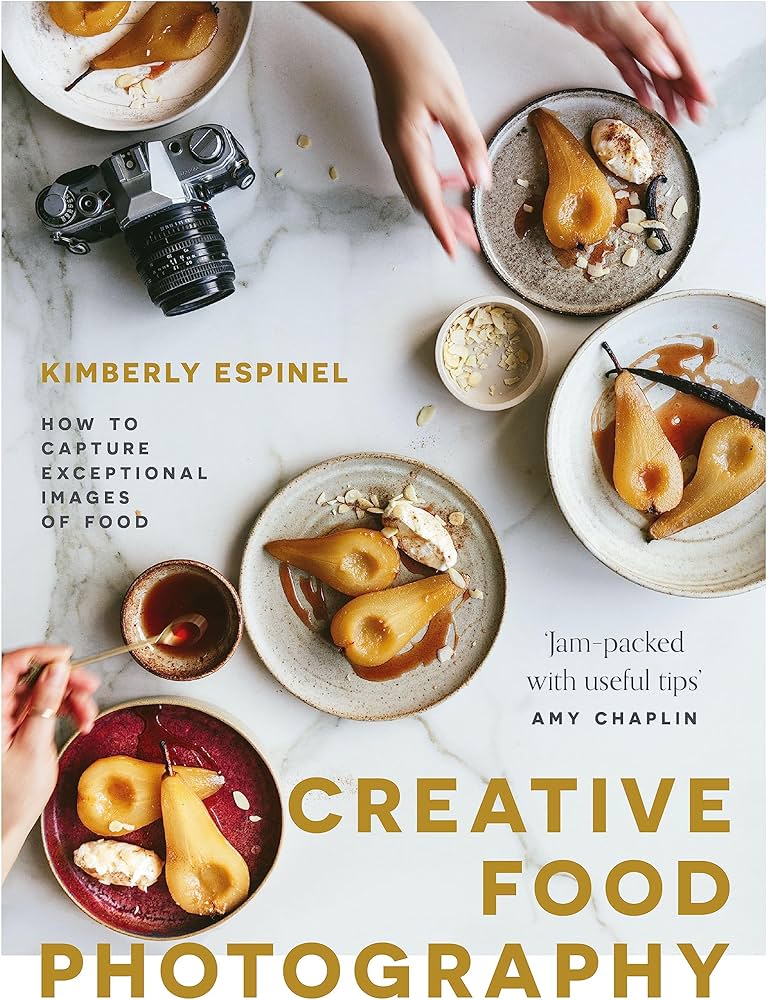 KIMBERLY ESPINEL
HOW TO
CAPTURE
EXCEPTIONAL
IMAGES
OF FOOD
‘Jam-packed
with useful tips’
AMY CHAPLIN
CREATIVE
FOOD
PHOTOGRAPHY